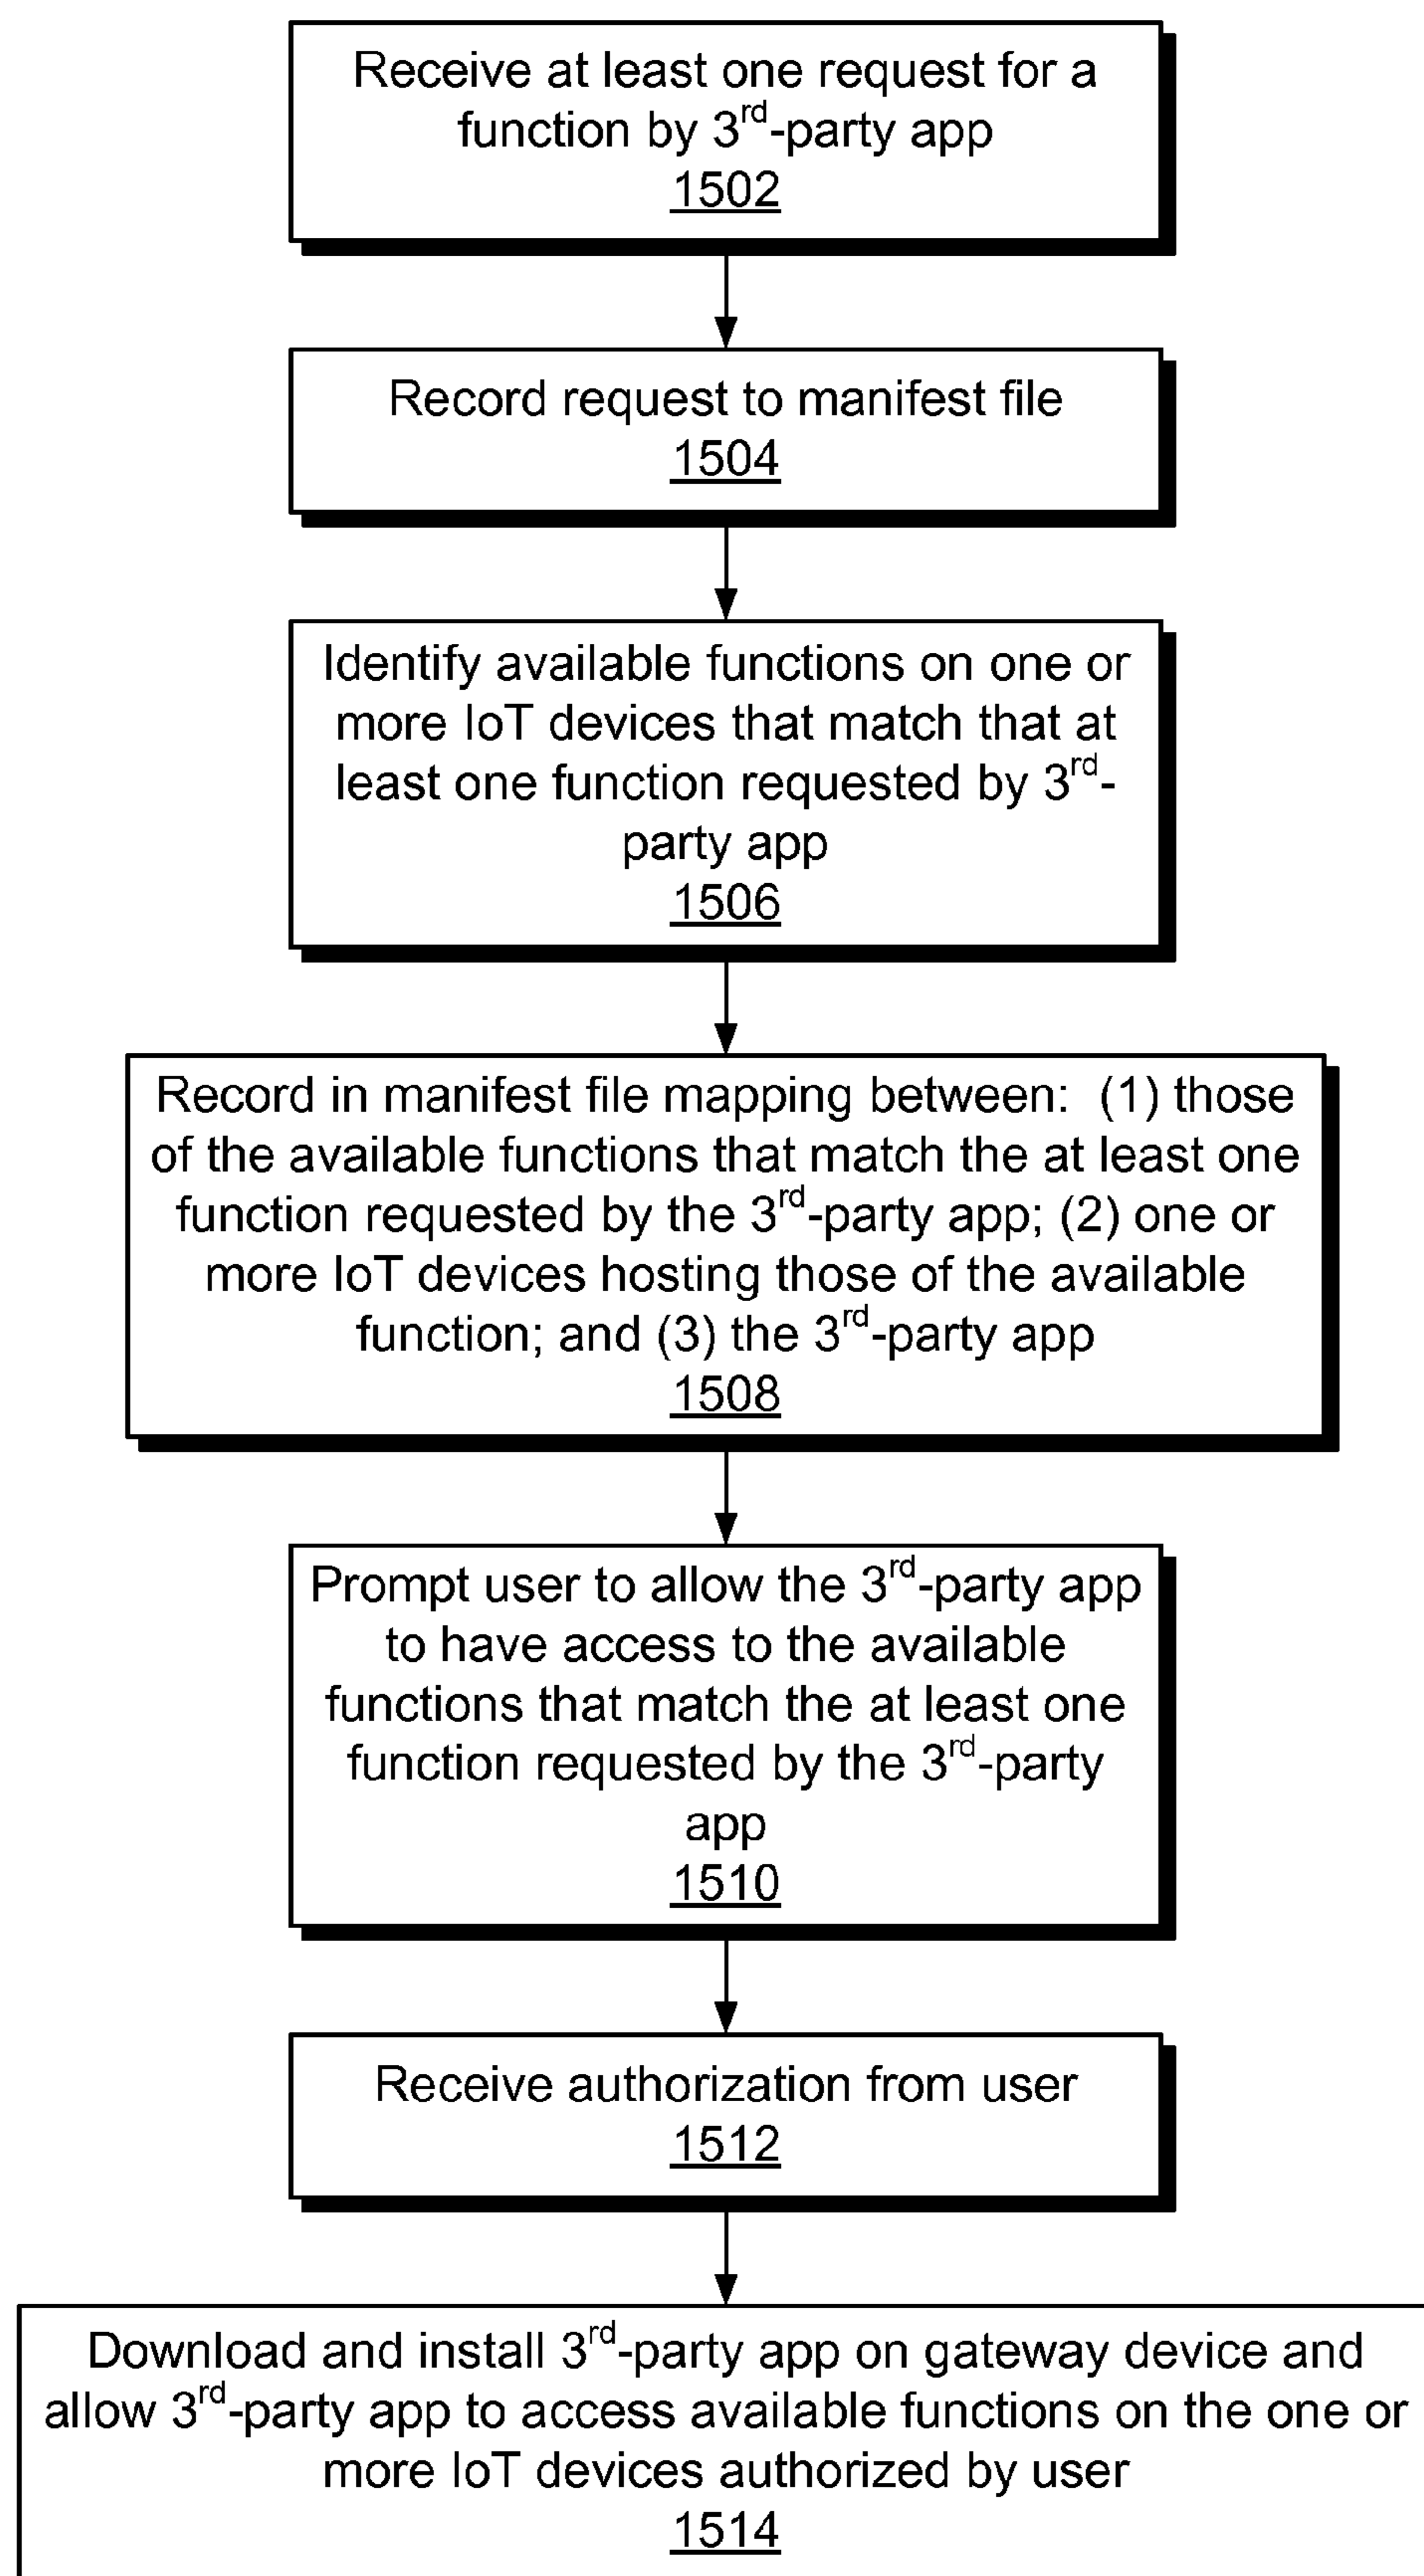 Receive at least one request for a
function by 3rd-party app
1502
Record request to manifest file
1504
Identify available functions on one or
more IoT devices that match that at
least one function requested by 3rd-
party app
1506
Record in manifest file mapping between: (1) those
of the available functions that match the at least one
function requested by the 3rd-party app; (2) one or
more IoT devices hosting those of the available
function; and (3) the 3rd-party app
1508
Prompt user to allow the 3rd-party app
to have access to the available
functions that match the at least one
function requested by the 3rd-party
app
1510
Receive authorization from user
1512
Download and install 3rd-party app on gateway device and
allow 3rd-party app to access available functions on the one or
more IoT devices authorized by user
1514